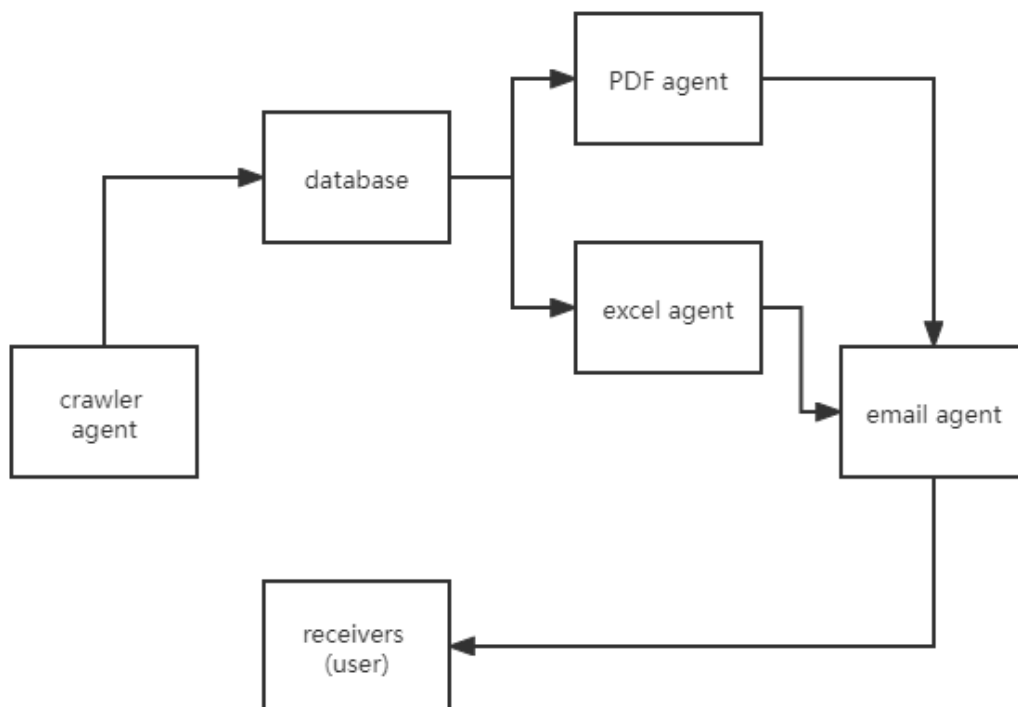 PDF agent
database
excel agent
crawler
agent
email agent
receivers
(user)